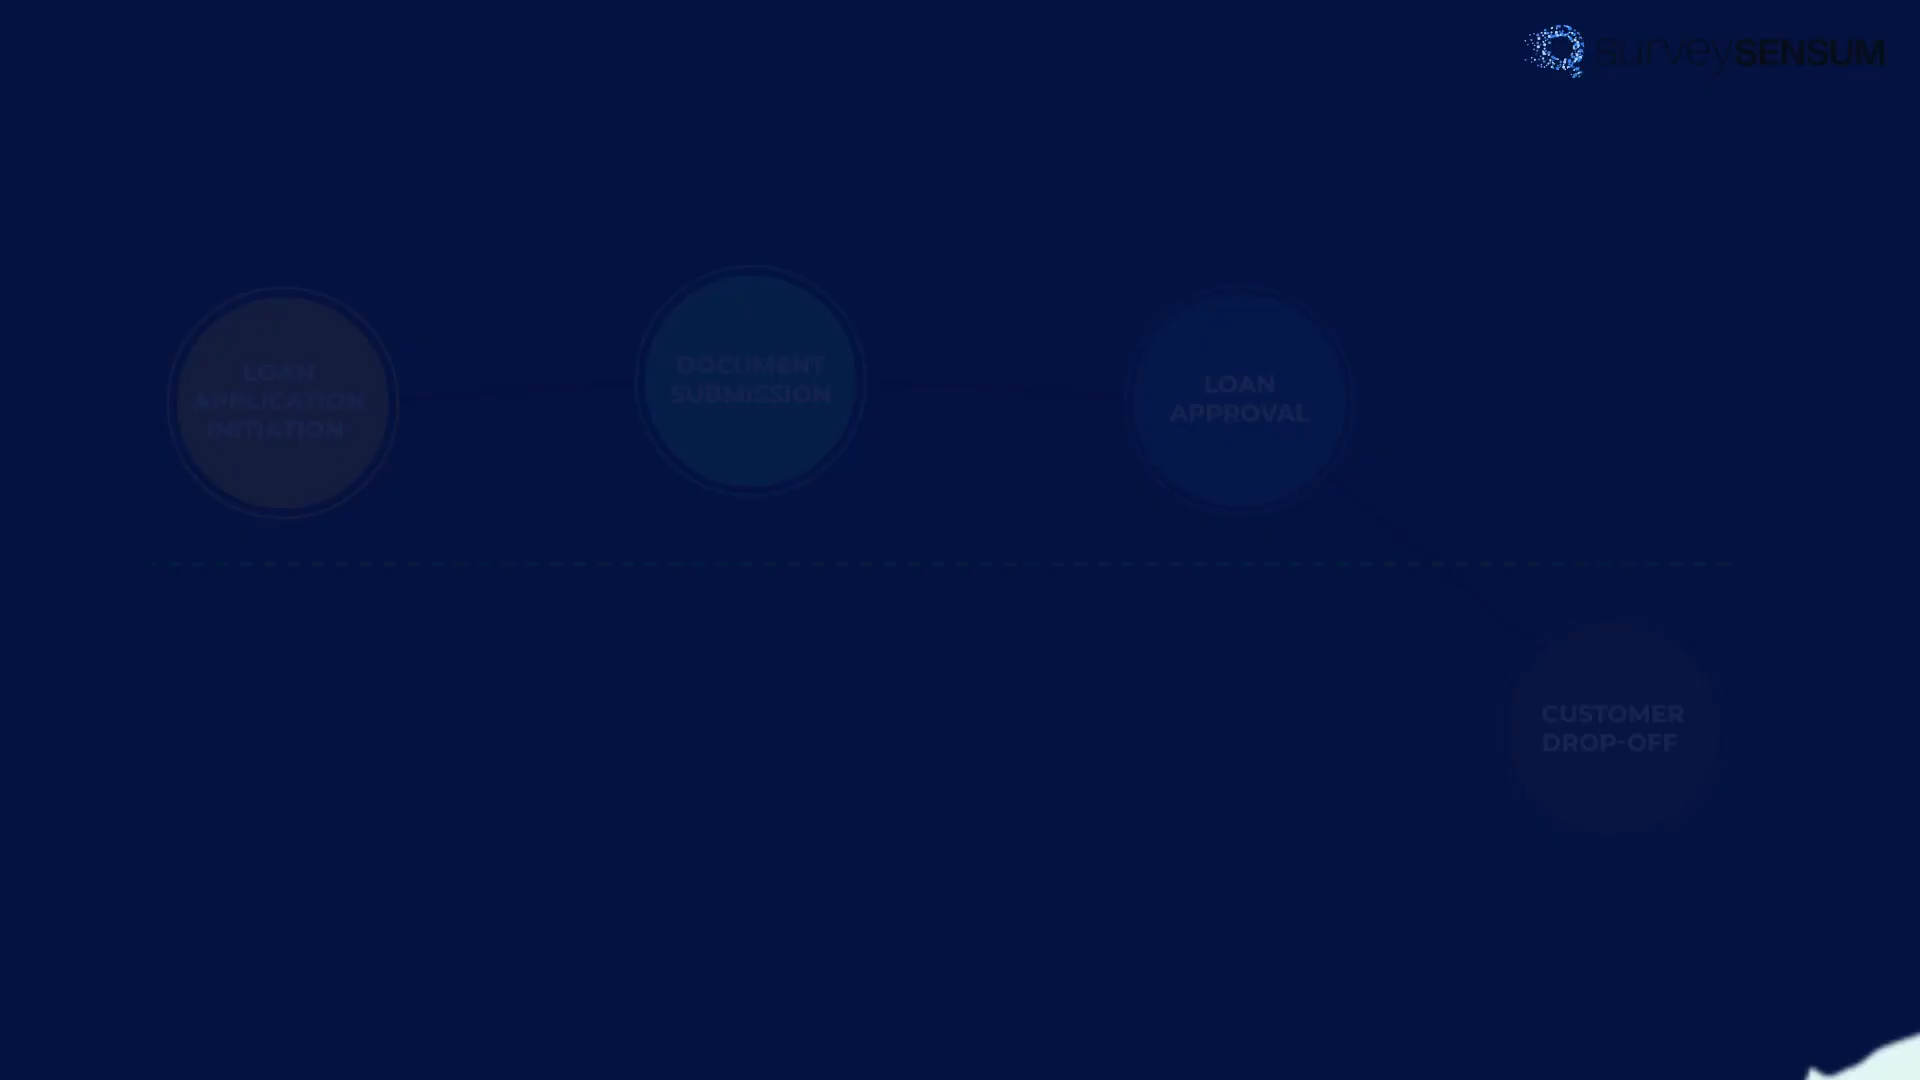 surveySENSUM
LOAN
APPLICATION
INITIATION
DOCUMENT
SUBMISSION
LOAN
APPROVAL
CUSTOMER
DROP-OFF